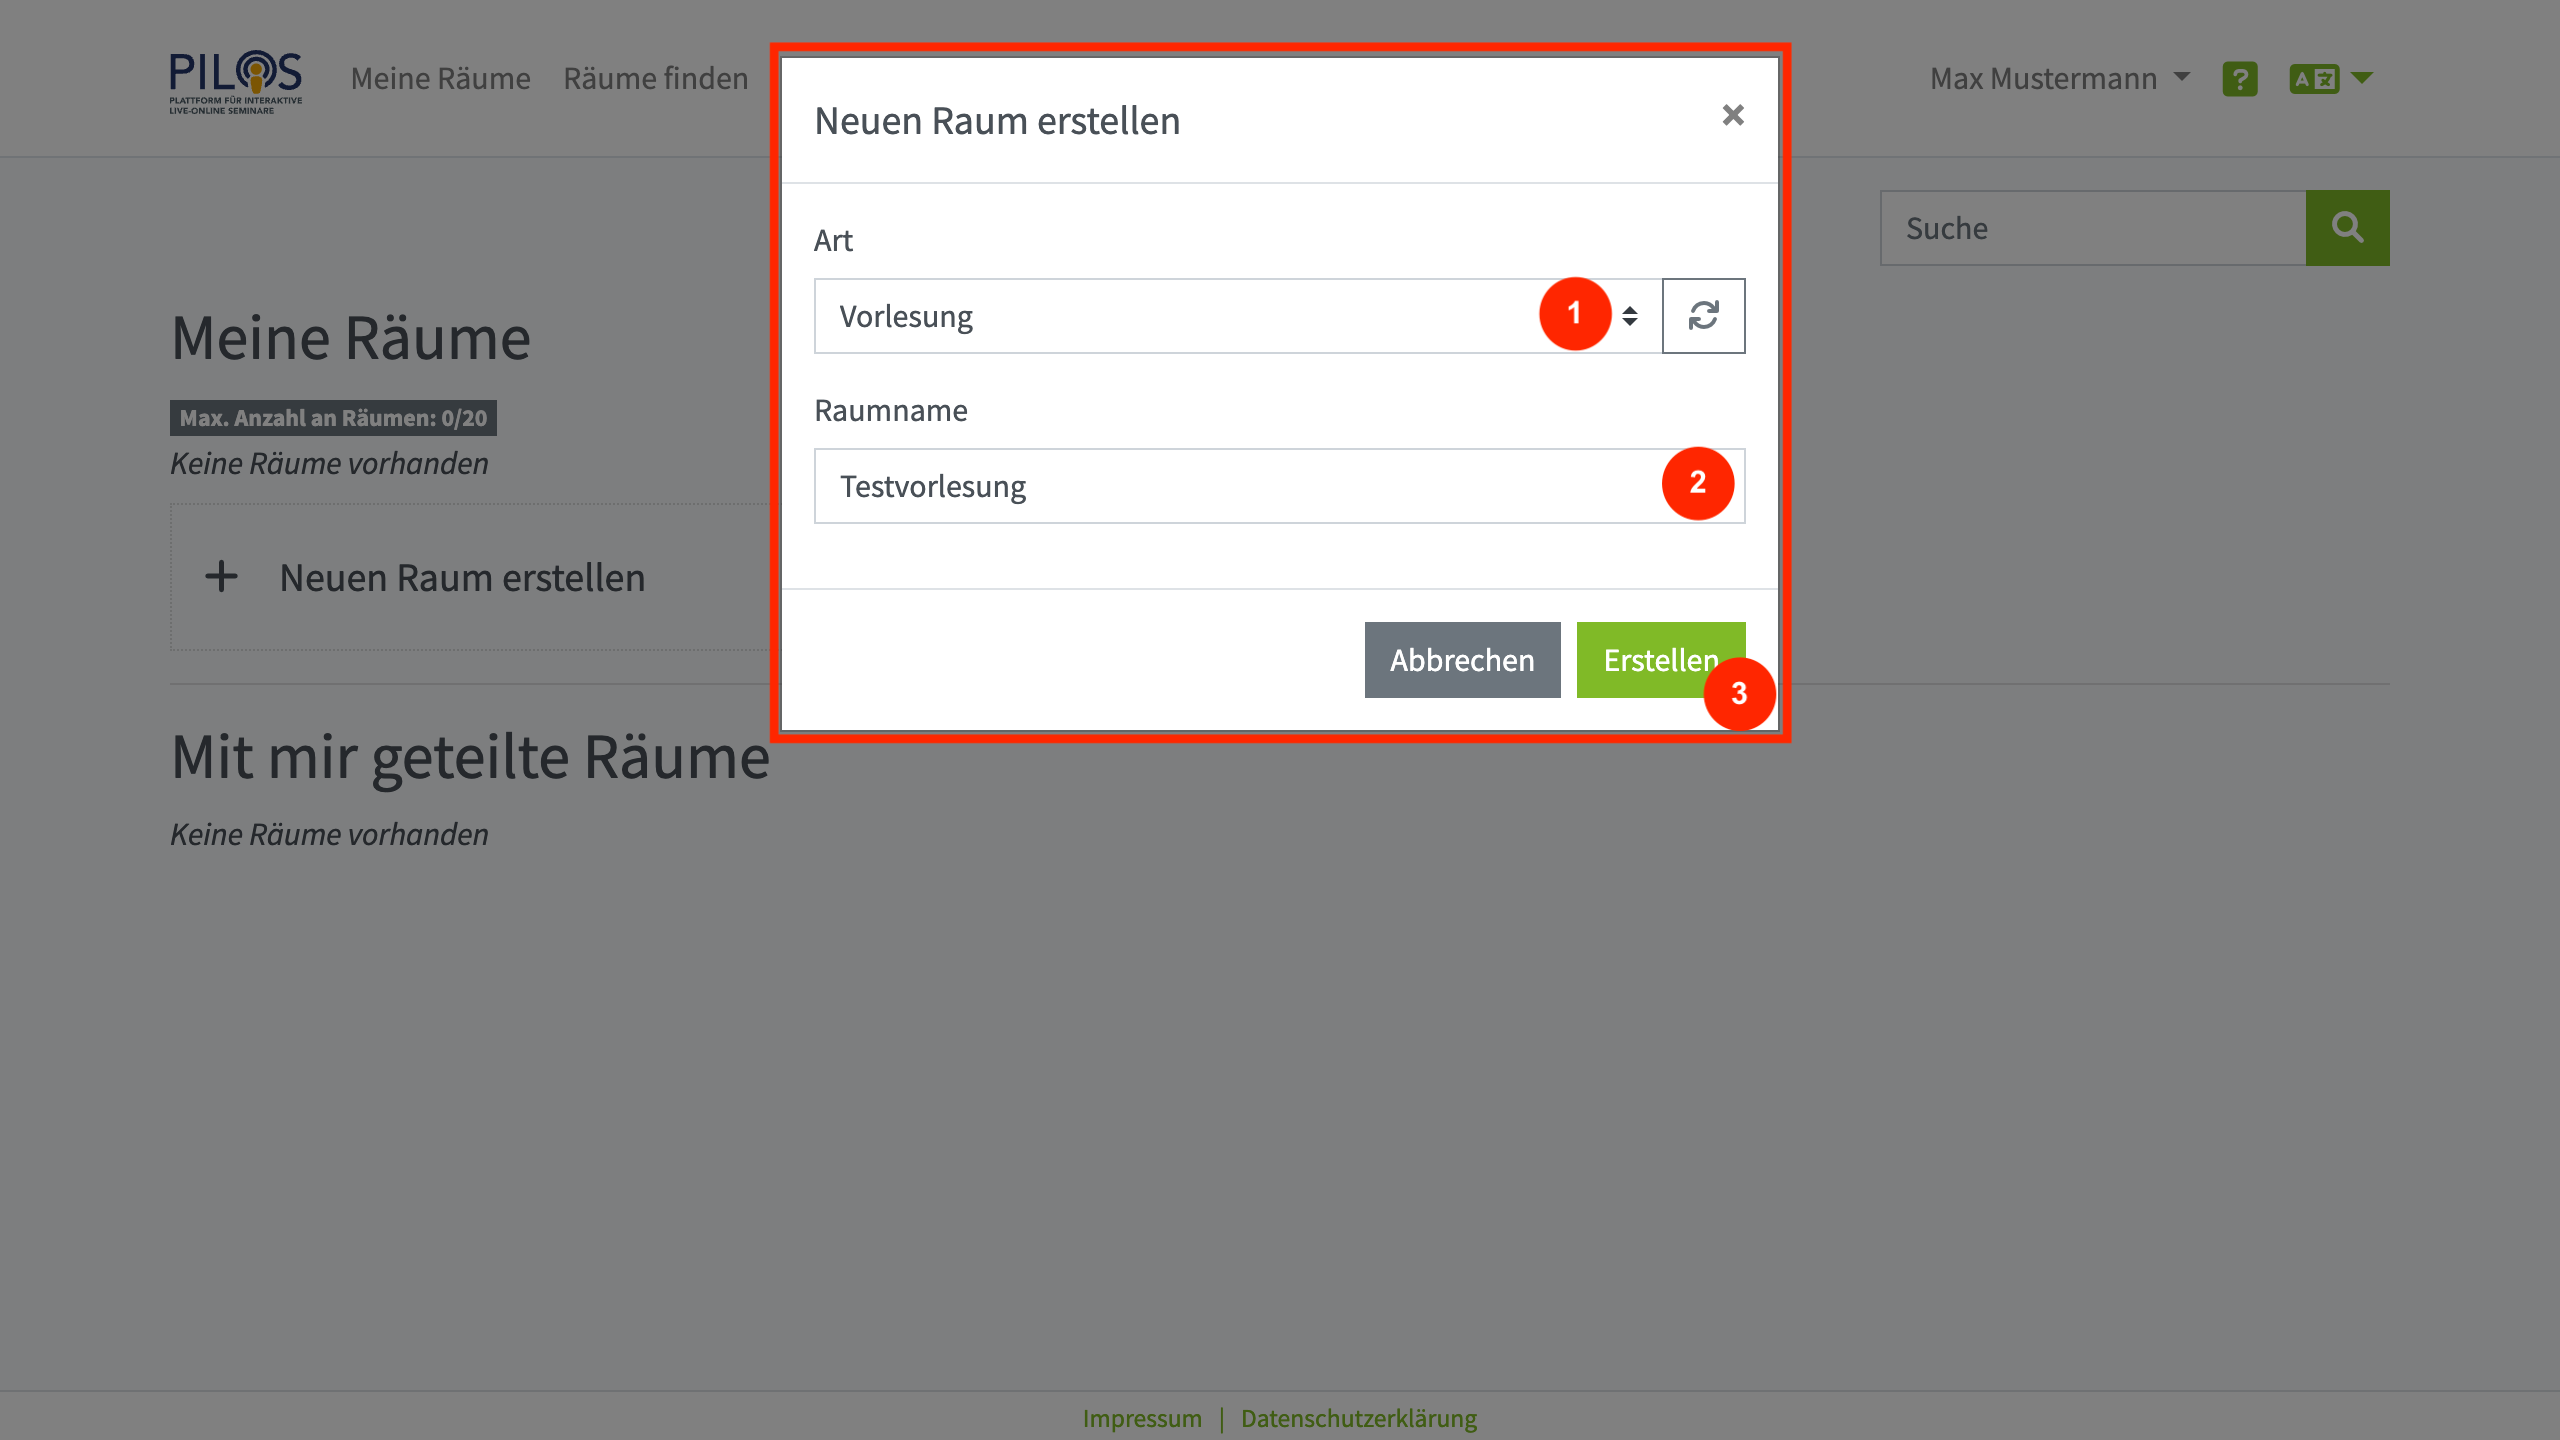 PILOS
PLATTFORM FÜR INTERAKTIVE
LIVE-ONLINE SEMINARE
Meine Räume
Räume finden
Max Mustermann
?
A
Neuen Raum erstellen
×
Art
Vorlesung
1
Raumname
Testvorlesung
2
Abbrechen
Erstellen
3
Suche
Meine Räume
Max. Anzahl an Räumen: 0/20
Keine Räume vorhanden
+ Neuen Raum erstellen
Mit mir geteilte Räume
Keine Räume vorhanden
Impressum | Datenschutzerklärung